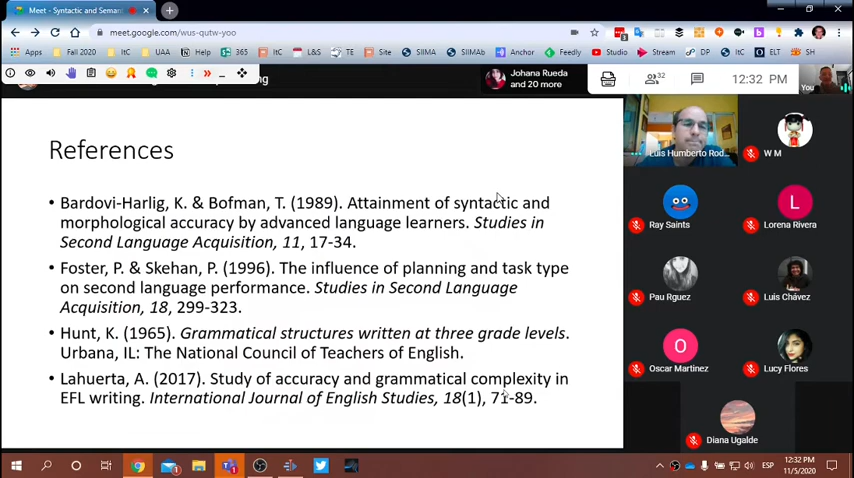 Meet - Syntactic and Seman
meet.google.com/wus-qutw-yoo
Apps Fall 2020 ItC UAA Help 365 ItC L&S TE Site SIIMA SIIMAb Anchor Feedly Studio Stream DP ItC ELT SH
ng
Johana Rueda
and 20 more
32
12:32 PM
You
References
• Bardovi-Harlig, K. & Bofman, T. (1989). Attainment of syntactic and
morphological accuracy by advanced language learners. Studies in
Second Language Acquisition, 11, 17-34.
• Foster, P. & Skehan, P. (1996). The influence of planning and task type
on second language performance. Studies in Second Language
Acquisition, 18, 299-323.
• Hunt, K. (1965). Grammatical structures written at three grade levels.
Urbana, IL: The National Council of Teachers of English.
• Lahuerta, A. (2017). Study of accuracy and grammatical complexity in
EFL writing. International Journal of English Studies, 18(1), 71-89.
Luis Humberto Rod...
W M
Ray Saints
L
Lorena Rivera
Pau Rguez
Luis Chávez
O
Oscar Martinez
Lucy Flores
Diana Ugalde
ESP
12:32 PM
11/5/2020